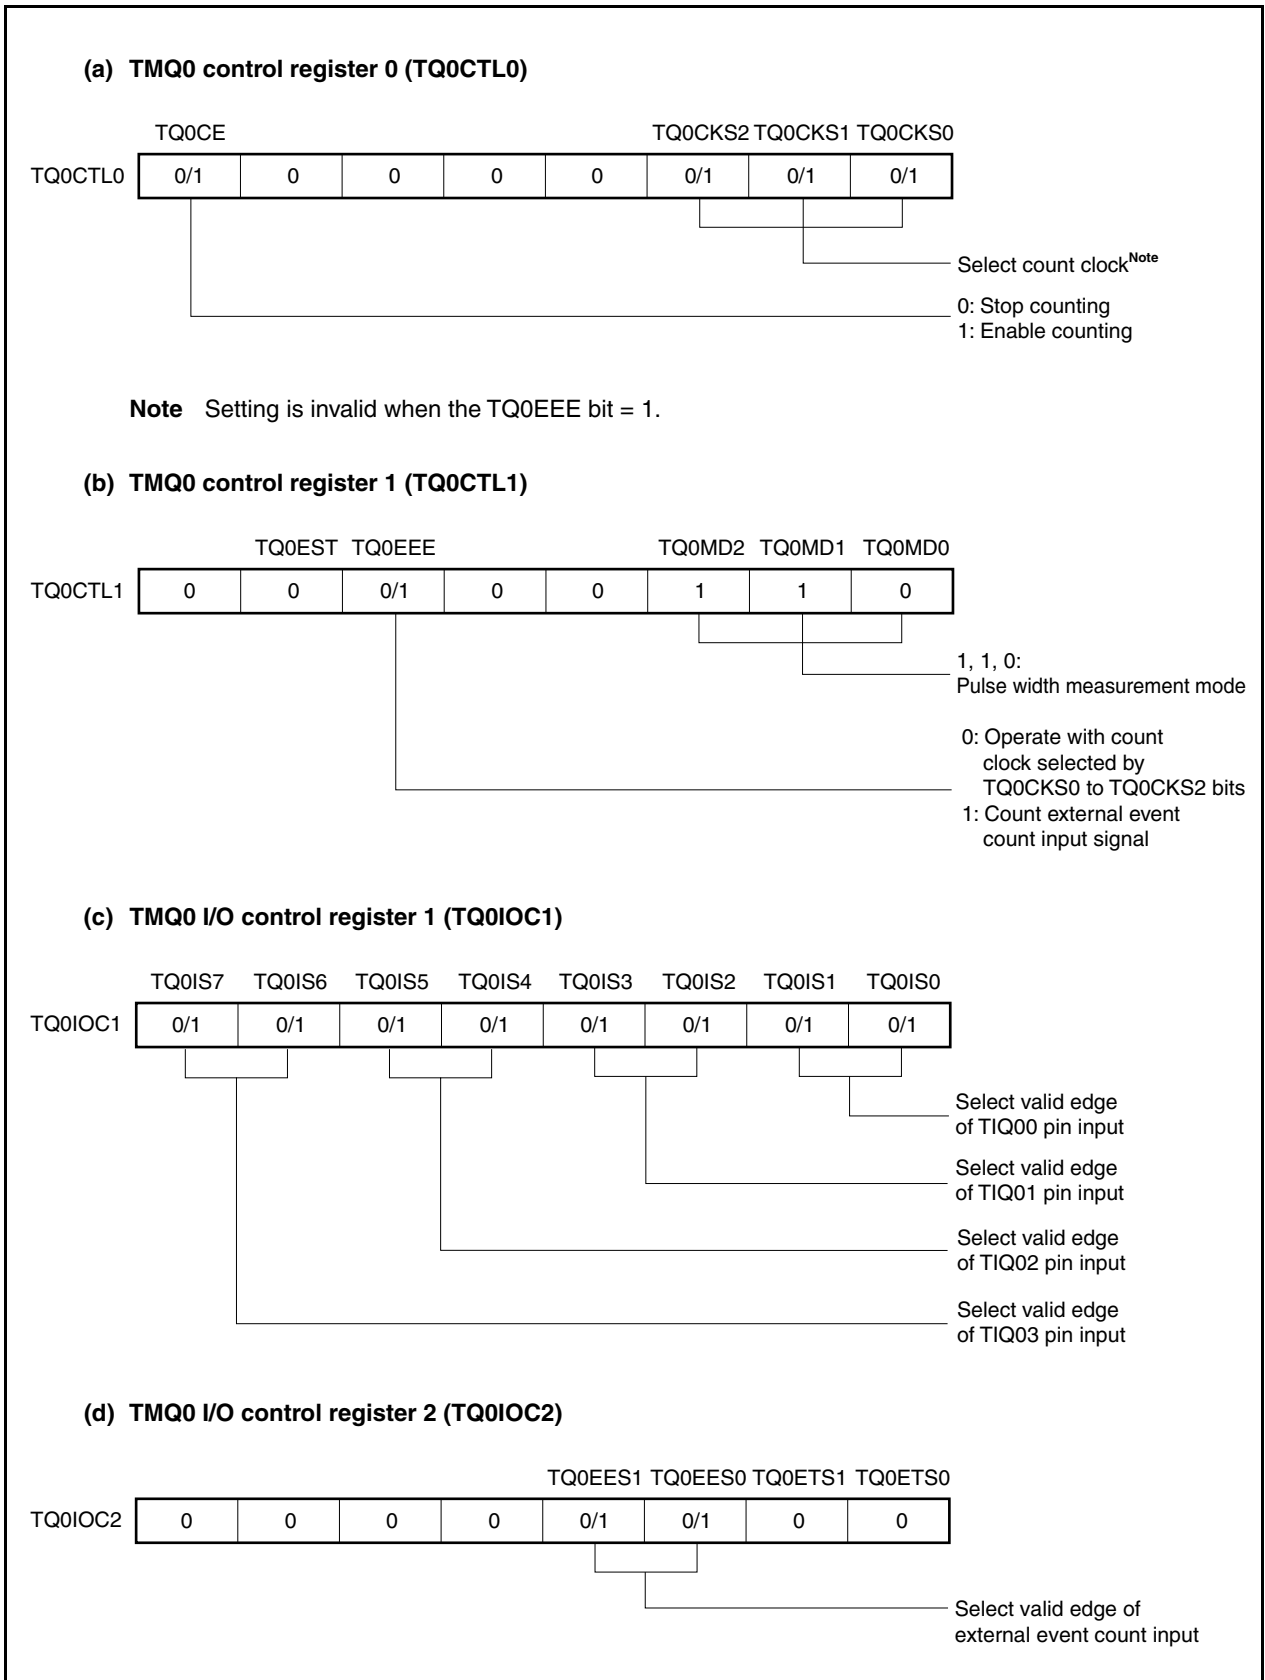 (a) TMQ0 control register 0 (TQ0CTL0)
TQ0CE TQ0CKS2 TQ0CKS1 TQ0CKS0
TQ0CTL0 0/1 0 0 0 0 0/1 0/1 0/1
Select count clockNote
0: Stop counting
1: Enable counting
Note Setting is invalid when the TQ0EEE bit = 1.
(b) TMQ0 control register 1 (TQ0CTL1)
TQ0EST TQ0EEE TQ0MD2 TQ0MD1 TQ0MD0
TQ0CTL1 0 0 0/1 0 0 1 1 0
1, 1, 0:
Pulse width measurement mode
0: Operate with count
clock selected by
TQ0CKS0 to TQ0CKS2 bits
1: Count external event
count input signal
(c) TMQ0 I/O control register 1 (TQ0IOC1)
TQ0IS7 TQ0IS6 TQ0IS5 TQ0IS4 TQ0IS3 TQ0IS2 TQ0IS1 TQ0IS0
TQ0IOC1 0/1 0/1 0/1 0/1 0/1 0/1 0/1 0/1
Select valid edge
of TIQ00 pin input
Select valid edge
of TIQ01 pin input
Select valid edge
of TIQ02 pin input
Select valid edge
of TIQ03 pin input
(d) TMQ0 I/O control register 2 (TQ0IOC2)
TQ0EES1 TQ0EES0 TQ0ETS1 TQ0ETS0
TQ0IOC2 0 0 0 0 0/1 0/1 0 0
Select valid edge of
external event count input